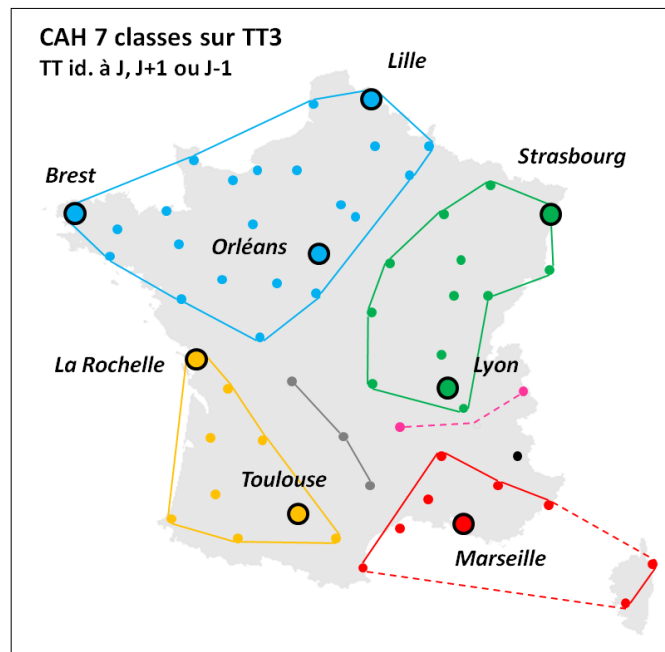 CAH 7 classes sur TT3
TT id. à J, J+1 ou J-1
Lille
Strasbourg
Brest
Orléans
La Rochelle
Lyon
Toulouse
Marseille